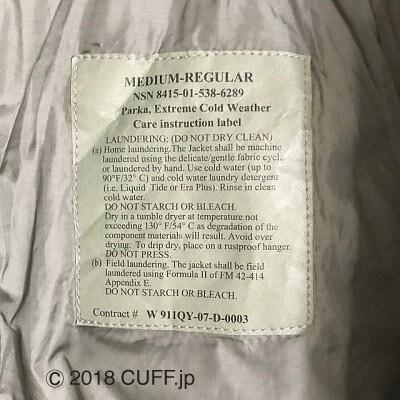 MEDIUM-REGULAR
NSN 8415-01-538-6289
Parka, Extreme Cold Weather
Care instruction label
LAUNDERING: (DO NOT DRY CLEAN)
(a) Home laundering. The Jacket shall be machine
laundered using the delicate/gentle fabric cycle
or laundered by hand. Use cold water (up to
90°F/32° C) and cold water laundry detergent
(i.e. Liquid Tide or Era Plus). Rinse in clean
cold water.
DO NOT STARCH OR BLEACH.
Dry in a tumble dryer at temperature not
exceeding 130° F/54° C as degradation of the
component materials will result. Avoid over
drying. To drip dry, place on a rustproof hanger.
DO NOT PRESS.
(b) Field laundering. The jacket shall be field
laundered using Formula II of FM 42-414
Appendix E.
DO NOT STARCH OR BLEACH.
Contract # W 911QY-07-D-0003
© 2018 CUFF.jp